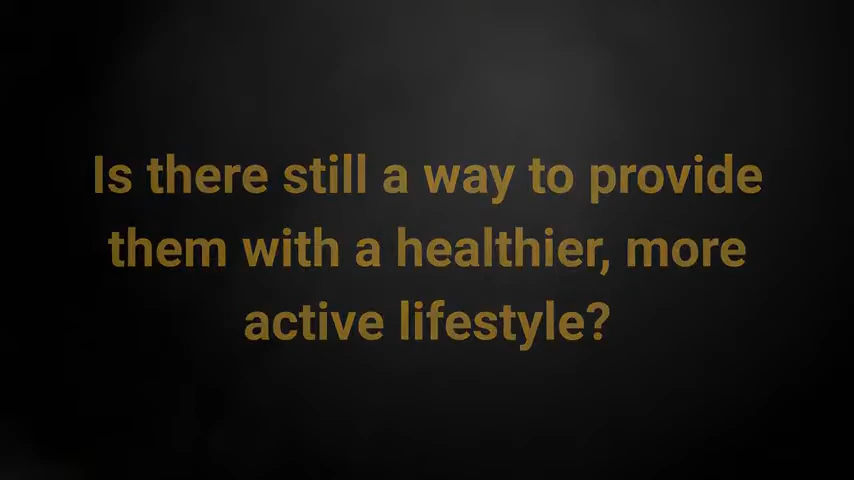 Is there still a way to provide
them with a healthier, more
active lifestyle?